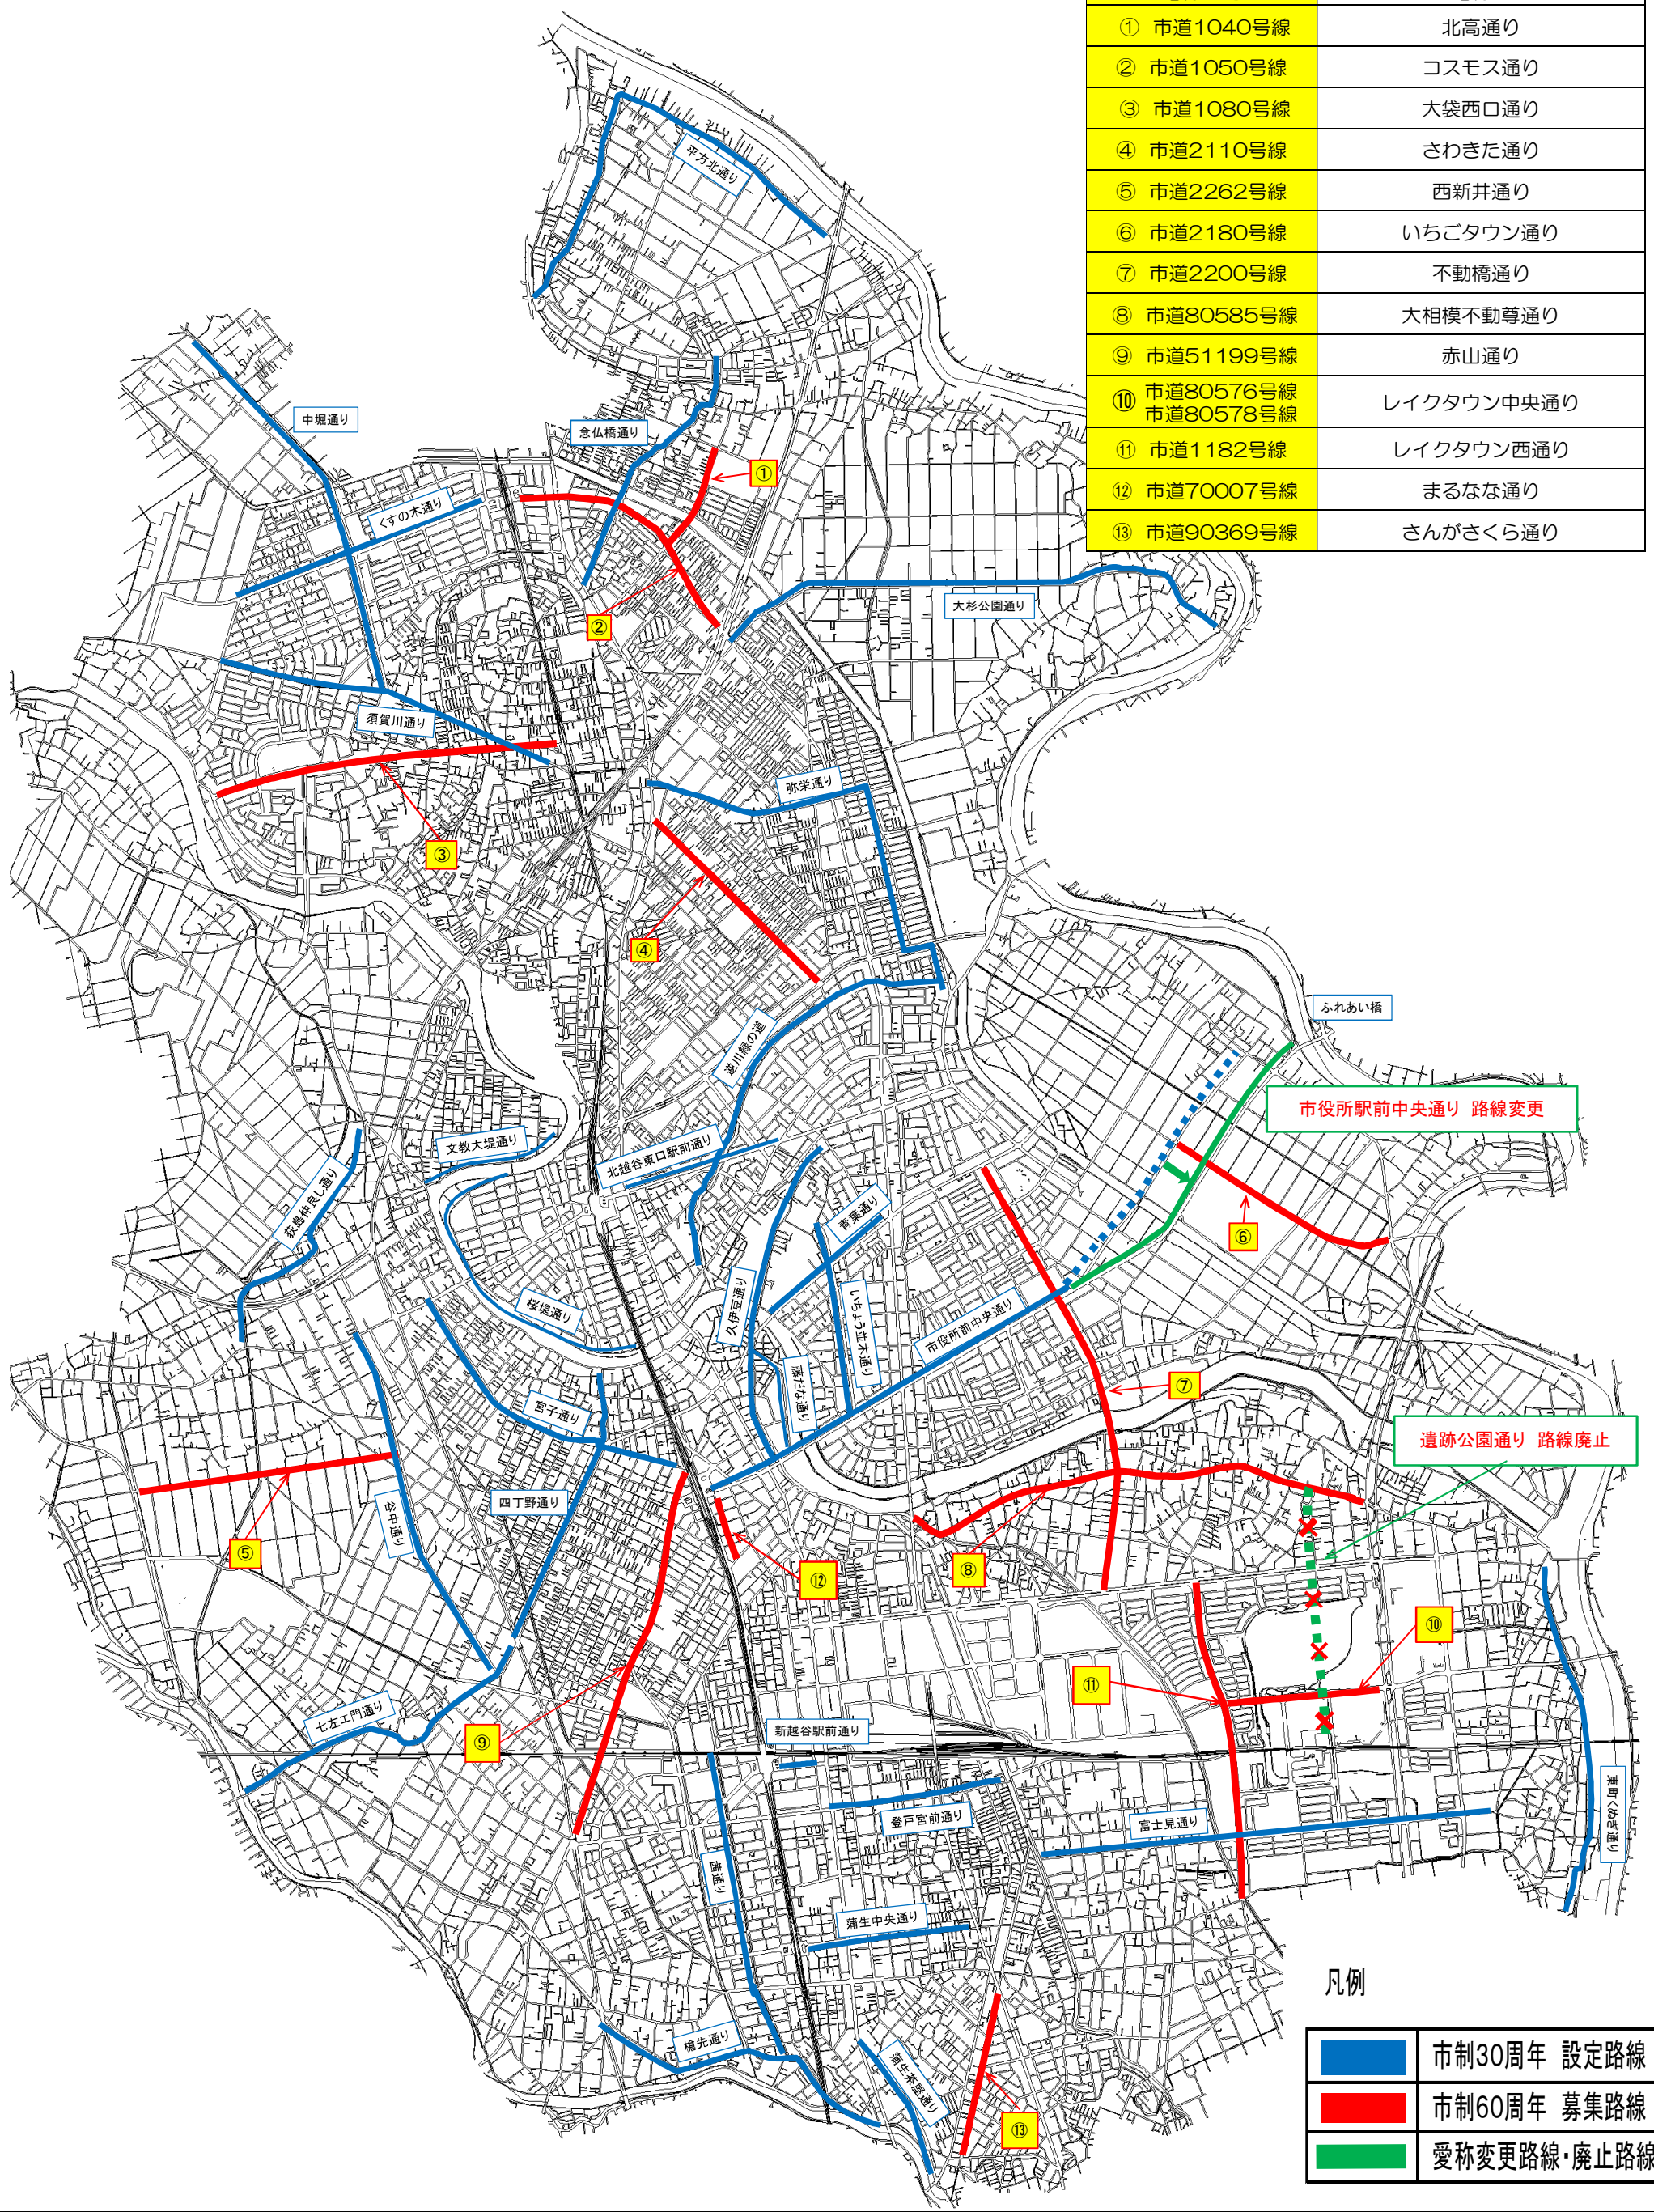 ① 市道1040号線 北高通り
② 市道1050号線 コスモス通り
③ 市道1080号線 大袋西口通り
④ 市道2110号線 さわきた通り
⑤ 市道2262号線 西新井通り
⑥ 市道2180号線 いちごタウン通り
⑦ 市道2200号線 不動橋通り
⑧ 市道80585号線 大相模不動尊通り
⑨ 市道51199号線 赤山通り
⑩ 市道80576号線
市道80578号線 レイクタウン中央通り
⑪ 市道1182号線 レイクタウン西通り
⑫ 市道70007号線 まるなな通り
⑬ 市道90369号線 さんがさくら通り
平方北通り
中堀通り
念仏橋通り
①
くすの木通り
大杉公園通り
②
須賀川通り
弥栄通り
③
④
ふれあい橋
逆川緑の道
市役所駅前中央通り 路線変更
文教大堤通り
北越谷東口駅前通り
荻島仲良し通り
青葉通り
⑥
久伊豆通り
桜堤通り
いちょう並木通り
市役所前中央通り
藤だな通り
⑦
宮子通り
遺跡公園通り 路線廃止
四丁野通り
谷中通り
⑤
⑧
⑫
⑩
⑪
七左エ門通り
新越谷駅前通り
⑨
登戸宮前通り
富士見通り
東町くぬぎ通り
茜通り
蒲生中央通り
槍先通り
蒲生茶屋通り
⑬
凡例
市制30周年 設定路線
市制60周年 募集路線
愛称変更路線・廃止路線